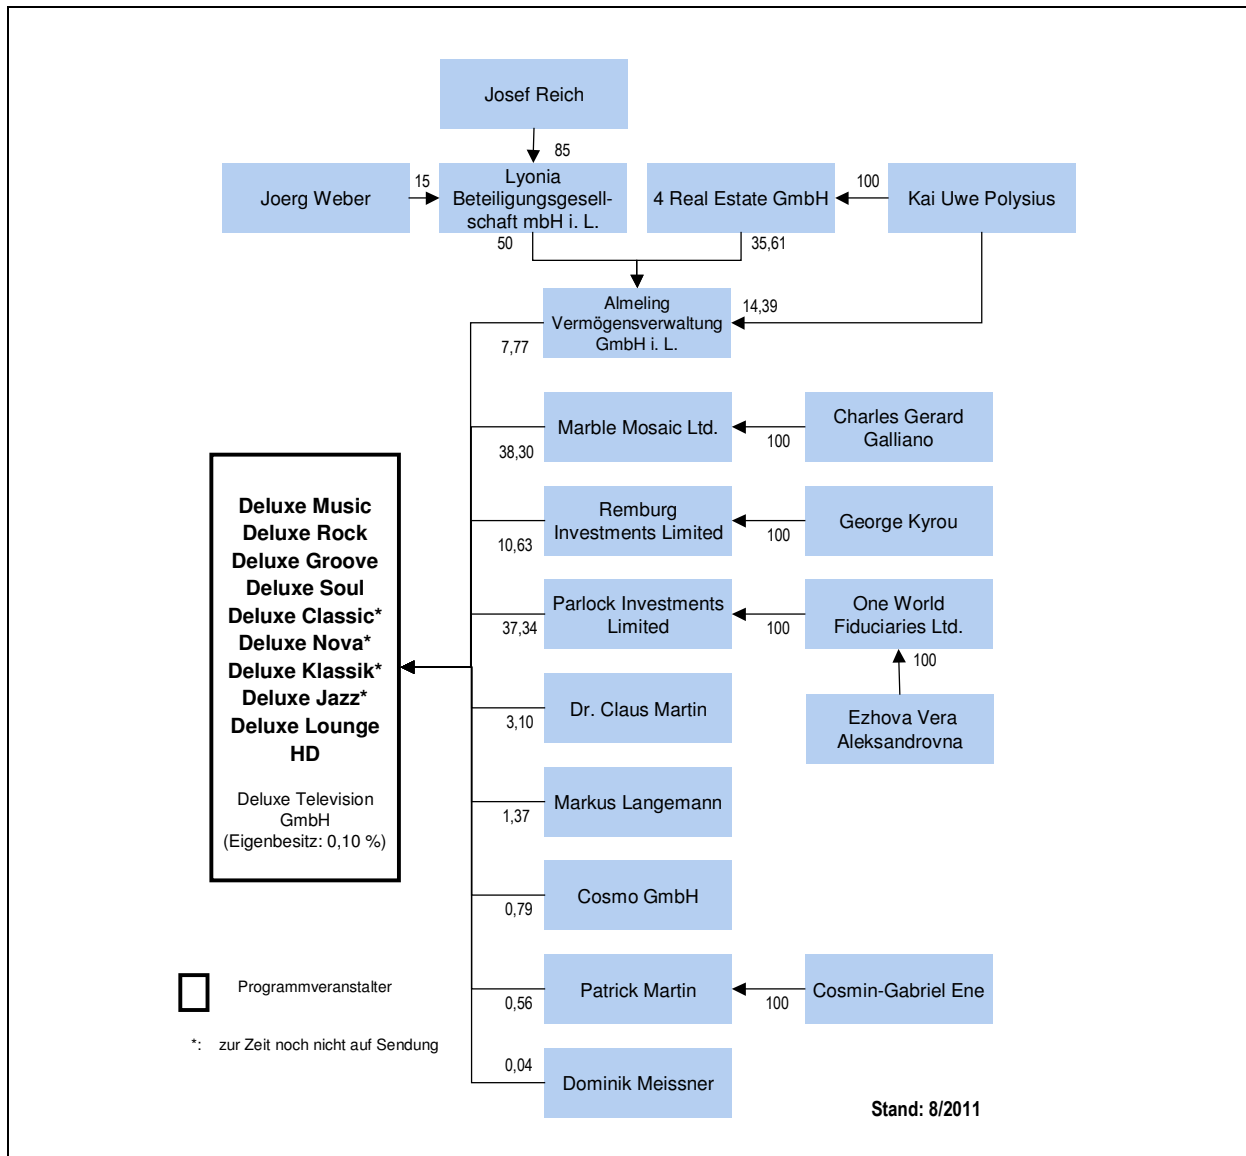 Josef Reich
85
Joerg Weber
15
Lyonia
Beteiligungsgesell-
schaft mbH i. L.
4 Real Estate GmbH
100
Kai Uwe Polysius
50
35,61
Almeling
Vermögensverwaltung
GmbH i. L.
14,39
7,77
Marble Mosaic Ltd.
100
Charles Gerard
Galliano
38,30
Remburg
Investments Limited
100
George Kyrou
10,63
Parlock Investments
Limited
100
One World
Fiduciaries Ltd.
37,34
100
Ezhova Vera
Aleksandrovna
Dr. Claus Martin
3,10
Markus Langemann
1,37
Cosmo GmbH
0,79
Patrick Martin
100
Cosmin-Gabriel Ene
0,56
0,04
Dominik Meissner
Deluxe Music
Deluxe Rock
Deluxe Groove
Deluxe Soul
Deluxe Classic*
Deluxe Nova*
Deluxe Klassik*
Deluxe Jazz*
Deluxe Lounge
HD
Deluxe Television
GmbH
(Eigenbesitz: 0,10 %)
Programmveranstalter
*: zur Zeit noch nicht auf Sendung
Stand: 8/2011